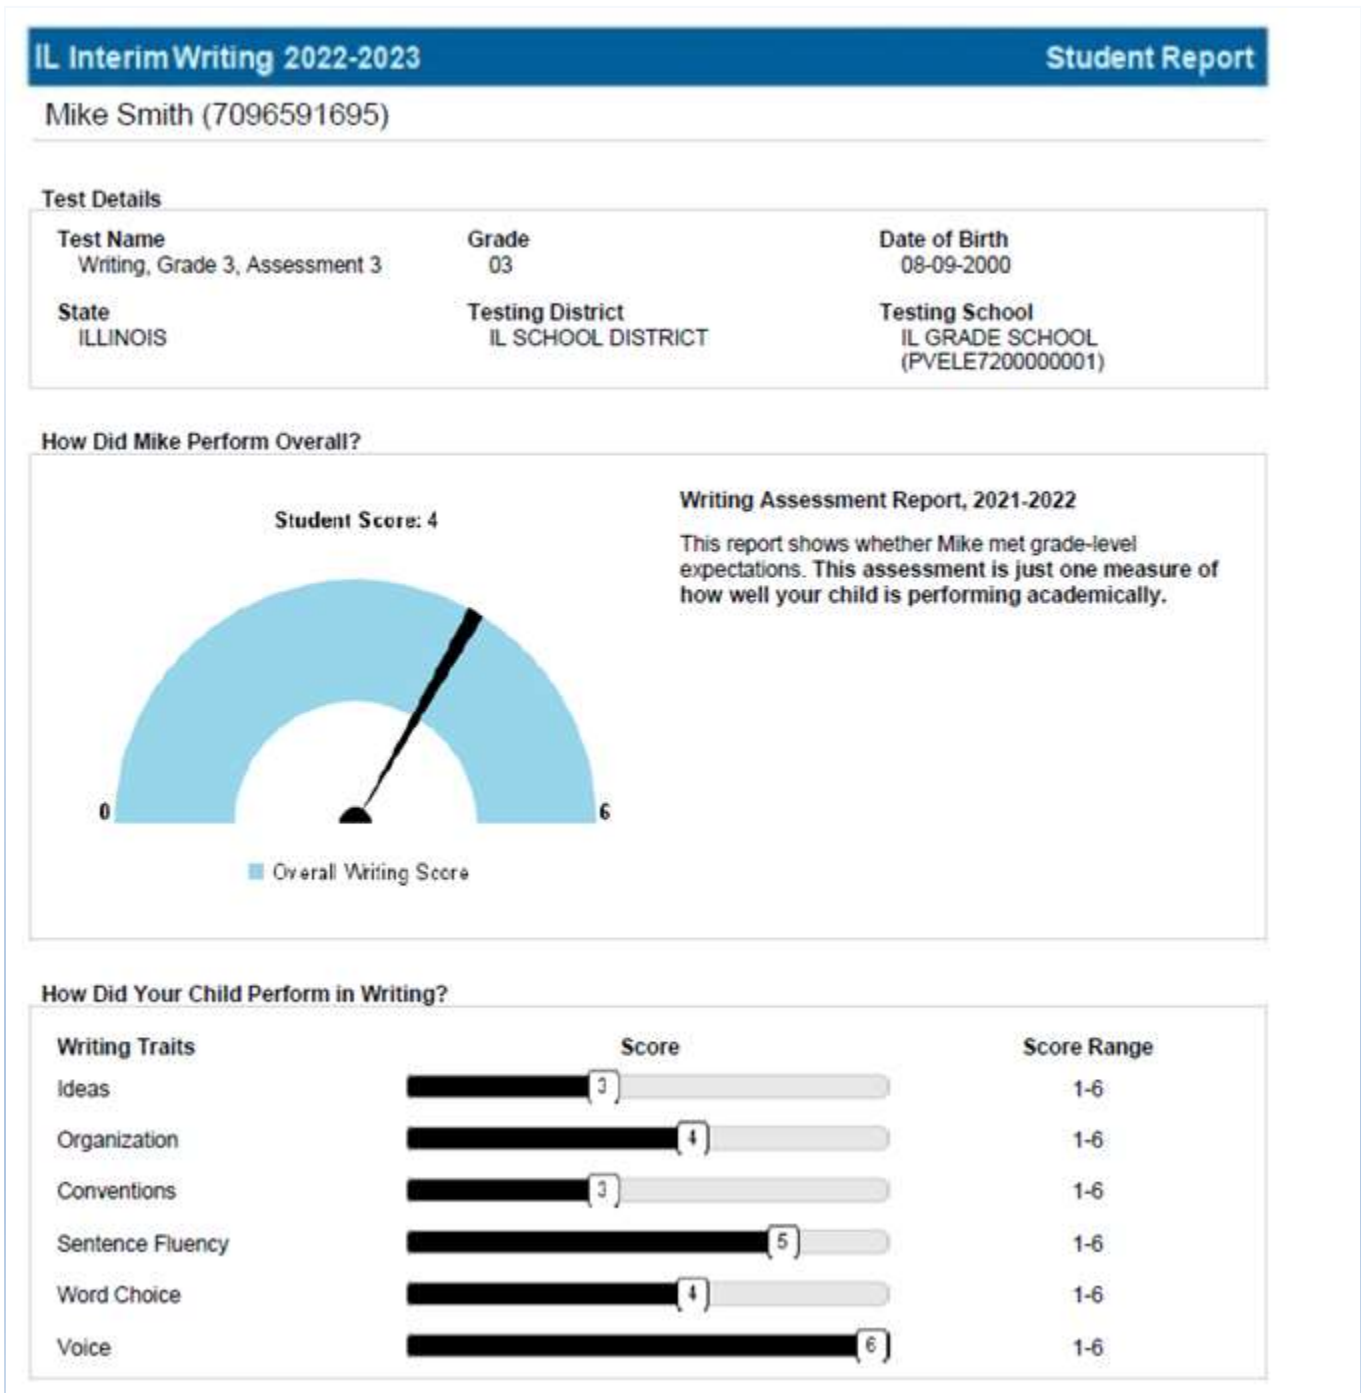 IL Interim Writing 2022-2023 Student Report
Mike Smith (7096591695)
Test Details
Test Name Grade Date of Birth
Writing, Grade 3, Assessment 3 03 08-09-2000
State Testing District Testing School
ILLINOIS IL SCHOOL DISTRICT IL GRADE SCHOOL
(PVELE7200000001)
How Did Mike Perform Overall?
Student Score: 4
0 6
Overall Writing Score
Writing Assessment Report, 2021-2022
This report shows whether Mike met grade-level
expectations. This assessment is just one measure of
how well your child is performing academically.
How Did Your Child Perform in Writing?
Writing Traits Score Score Range
Ideas 3 1-6
Organization 4 1-6
Conventions 3 1-6
Sentence Fluency 5 1-6
Word Choice 4 1-6
Voice 6 1-6